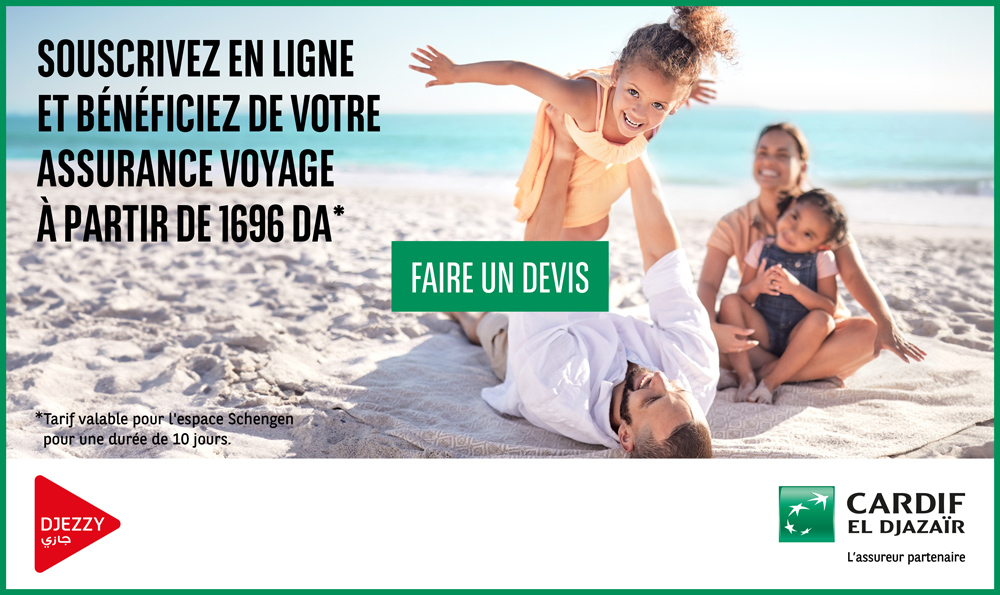 SOUSCRIVEZ EN LIGNE
ET BÉNÉFICIEZ DE VOTRE
ASSURANCE VOYAGE
À PARTIR DE 1696 DA*
FAIRE UN DEVIS
*Tarif valable pour l'espace Schengen
pour une durée de 10 jours.
DJEZZY
جازي
CARDIF
EL DJAZAÏR
L'assureur partenaire